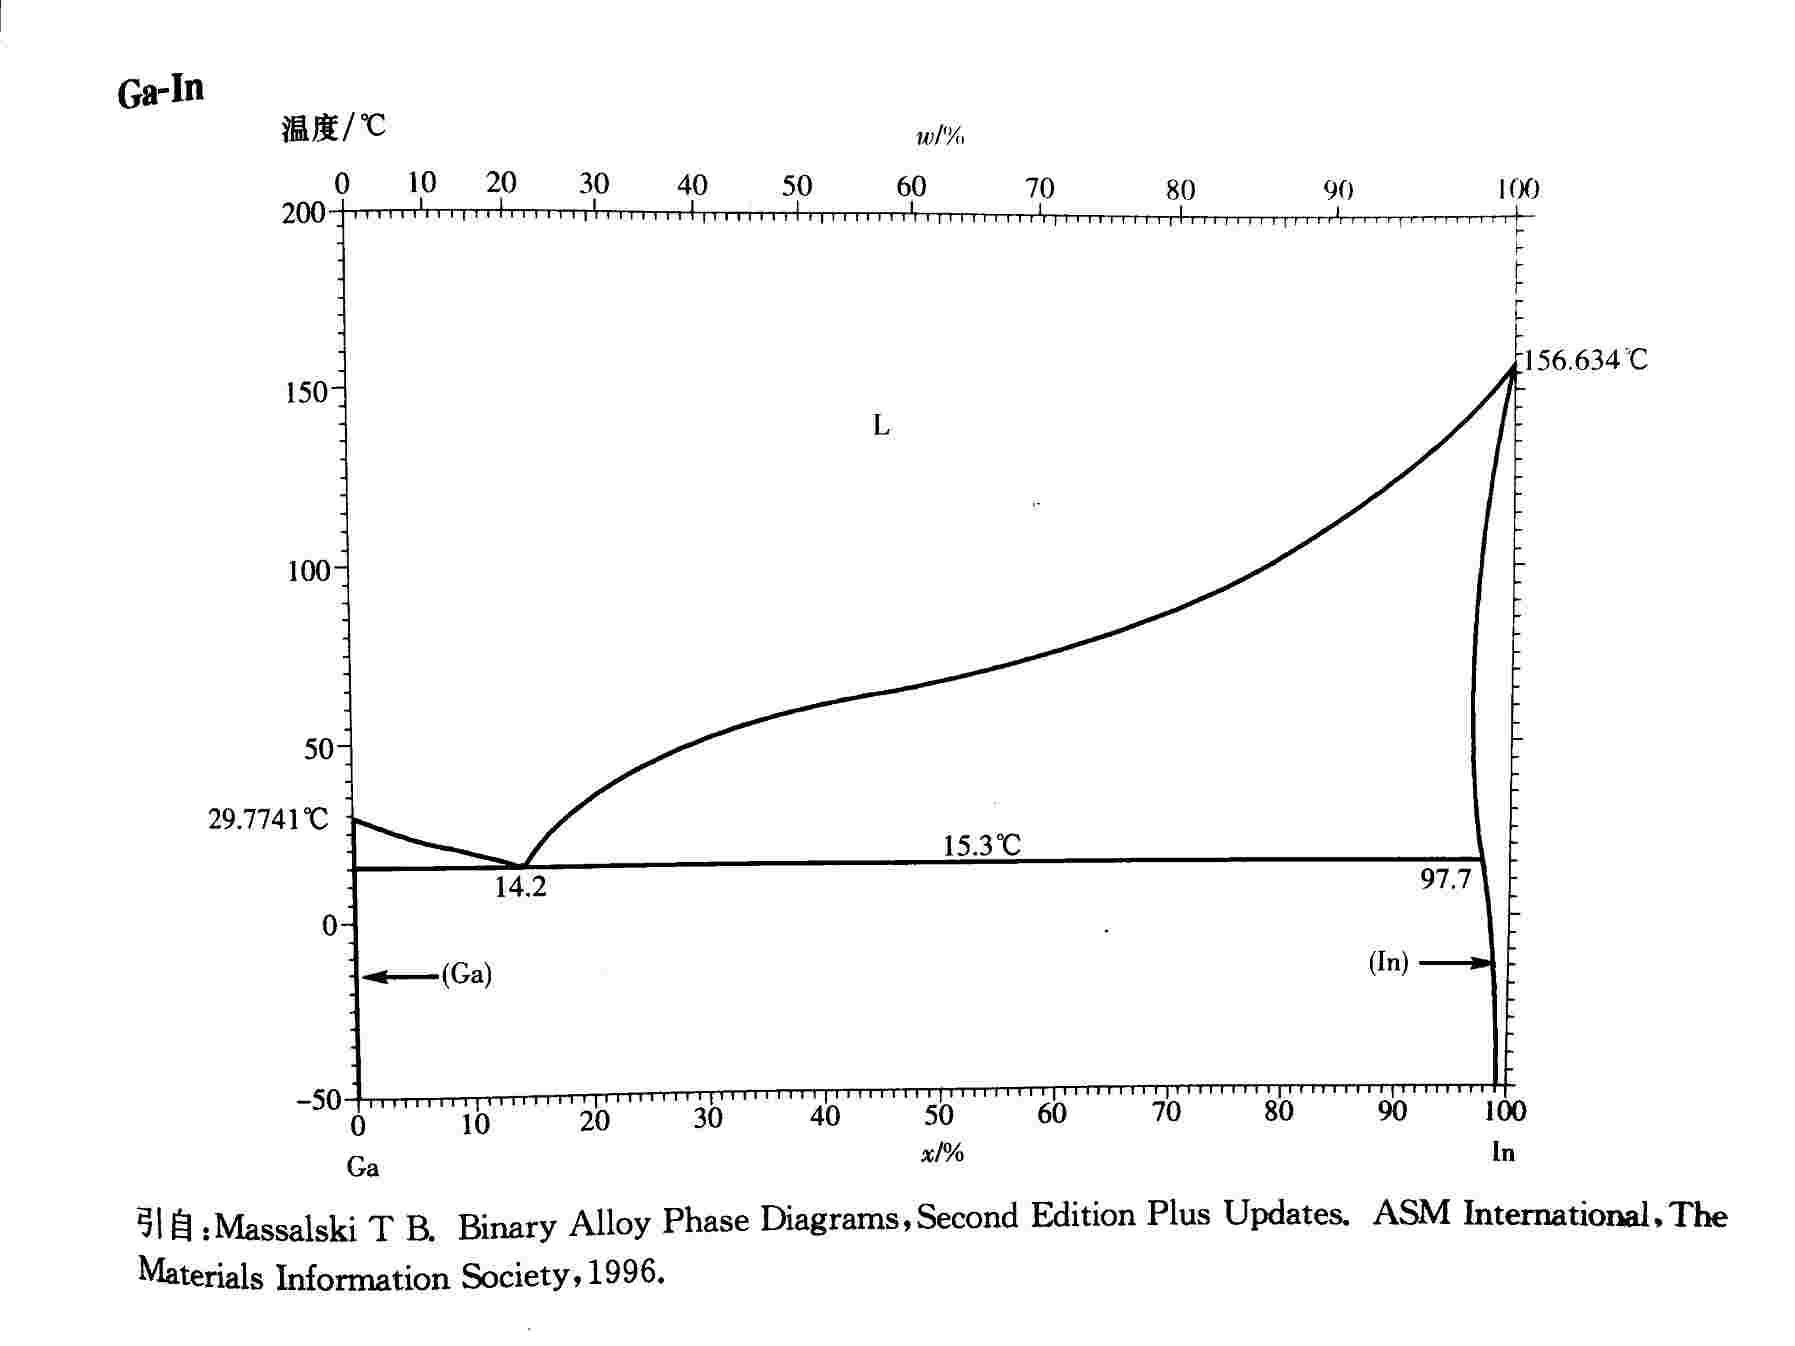 Ga-In
温度/℃
w/%
0 10 20 30 40 50 60 70 80 90 100
200
156.634℃
150
L
100
50
29.7741℃
15.3℃
14.2
97.7
0
(Ga)
(In)
-50
0 10 20 30 40 50 60 70 80 90 100
Ga
x/%
In
引自:Massalski T B. Binary Alloy Phase Diagrams, Second Edition Plus Updates. ASM International, The
Materials Information Society, 1996.